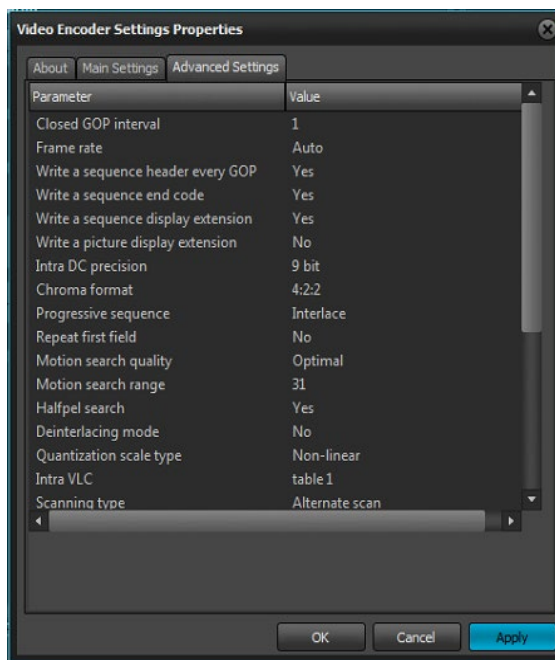 Video Encoder Settings Properties
About Main Settings Advanced Settings
Parameter Value
Closed GOP interval 1
Frame rate Auto
Write a sequence header every GOP Yes
Write a sequence end code Yes
Write a sequence display extension Yes
Write a picture display extension No
Intra DC precision 9 bit
Chroma format 4:2:2
Progressive sequence Interlace
Repeat first field No
Motion search quality Optimal
Motion search range 31
Halfpel search Yes
Deinterlacing mode No
Quantization scale type Non-linear
Intra VLC table 1
Scanning type Alternate scan
OK Cancel Apply